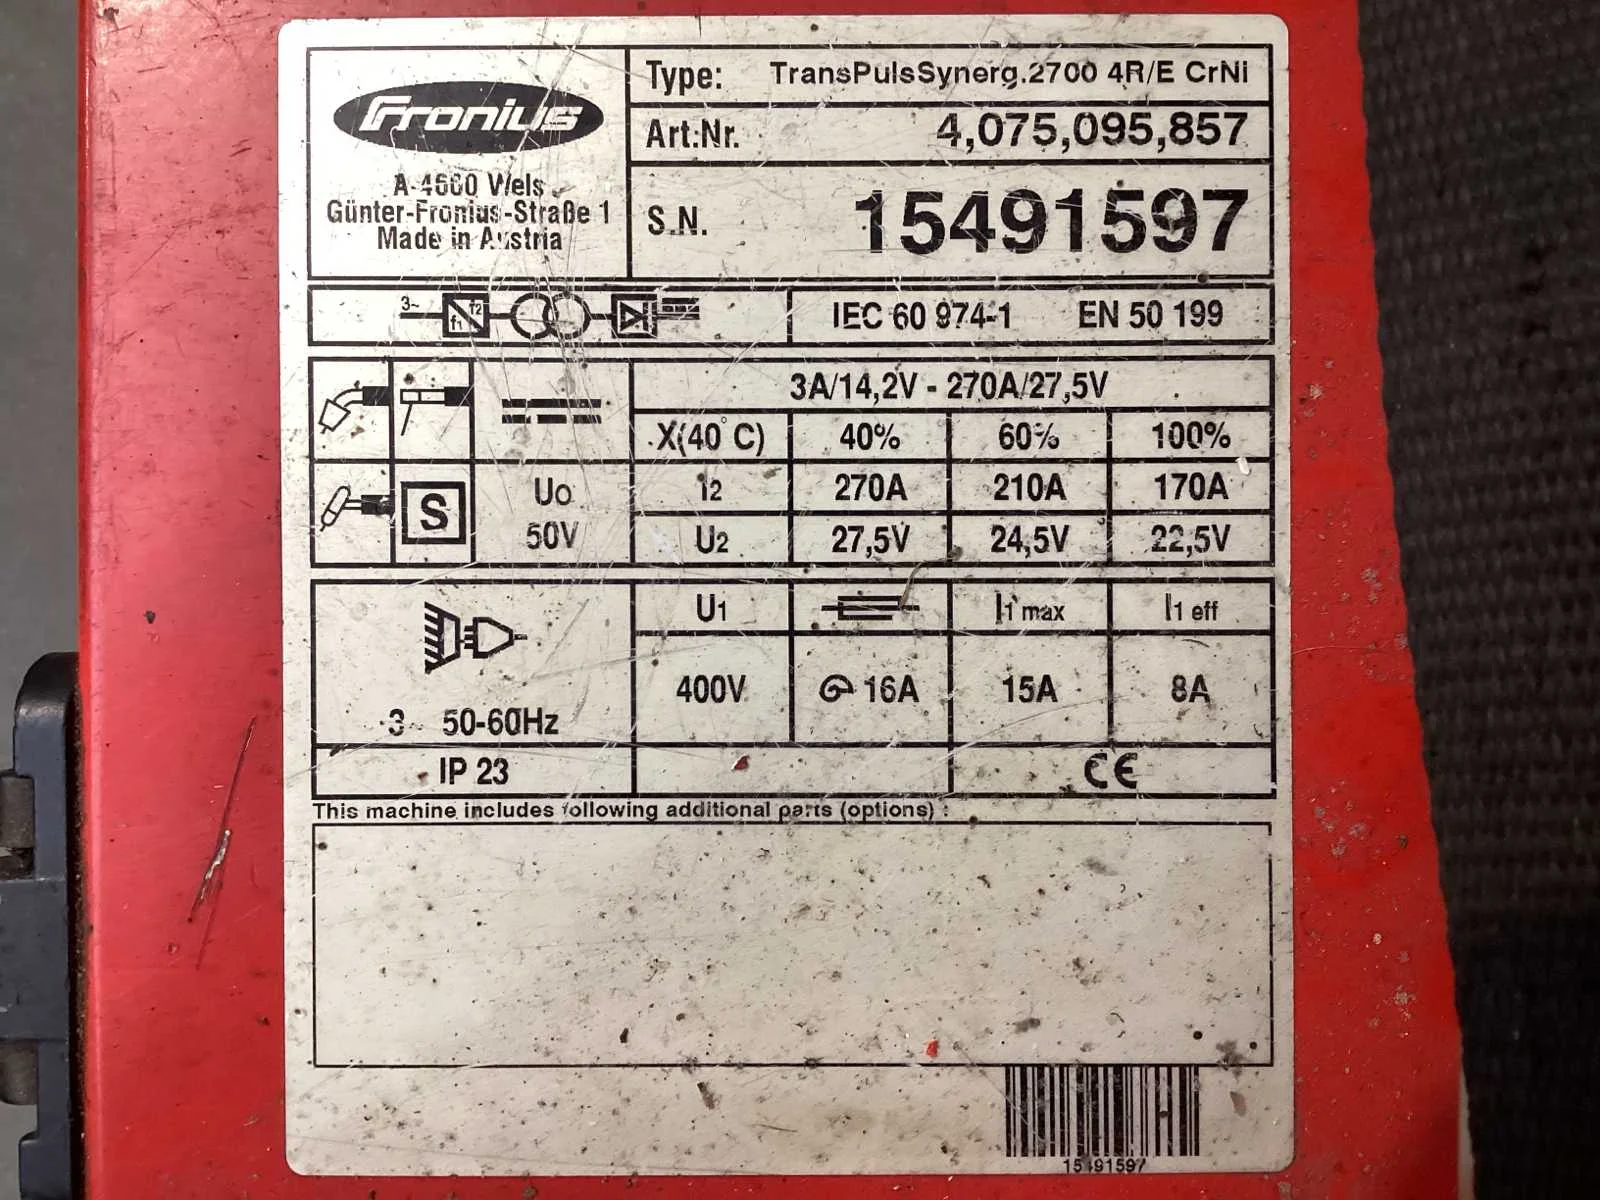 Fronius
A-4600 Wels
Günter-Fronius-Straße 1
Made in Austria
Type: TransPulsSynerg.2700 4R/E CrNi
Art.Nr. 4,075,095,857
S.N. 15491597
3~ f1 f2
IEC 60 974-1 EN 50 199
3A/14,2V - 270A/27,5V
X(40°C) 40% 60% 100%
S
Uo
50V
I2 270A 210A 170A
U2 27,5V 24,5V 22,5V
U1 I1 max I1 eff
400V 16A 15A 8A
3 50-60Hz
IP 23 CE
This machine includes following additional parts (options) :
15491597